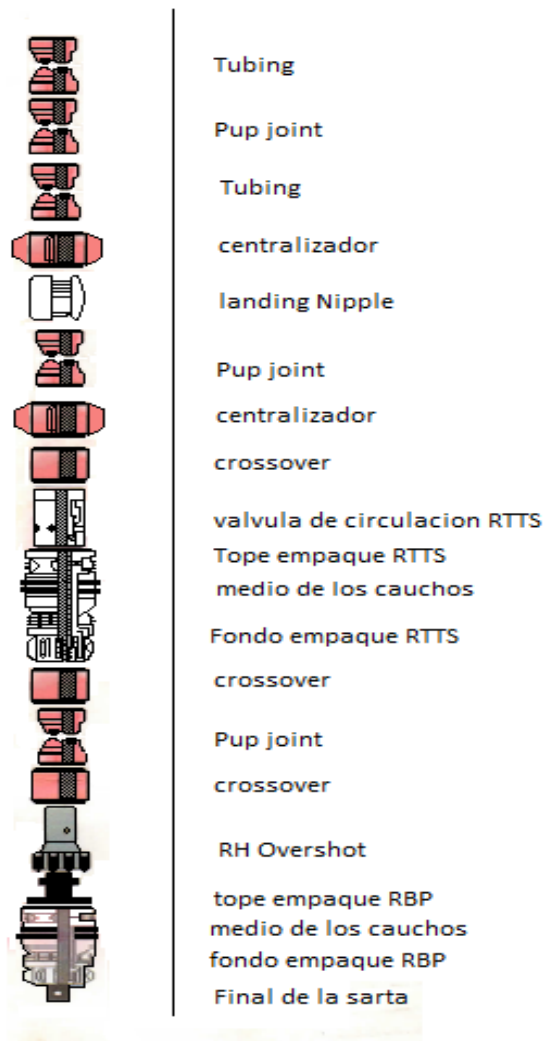 Tubing
Pup joint
Tubing
centralizador
landing Nipple
Pup joint
centralizador
crossover
valvula de circulacion RTTS
Tope empaque RTTS
medio de los cauchos
Fondo empaque RTTS
crossover
Pup joint
crossover
RH Overshot
tope empaque RBP
medio de los cauchos
fondo empaque RBP
Final de la sarta